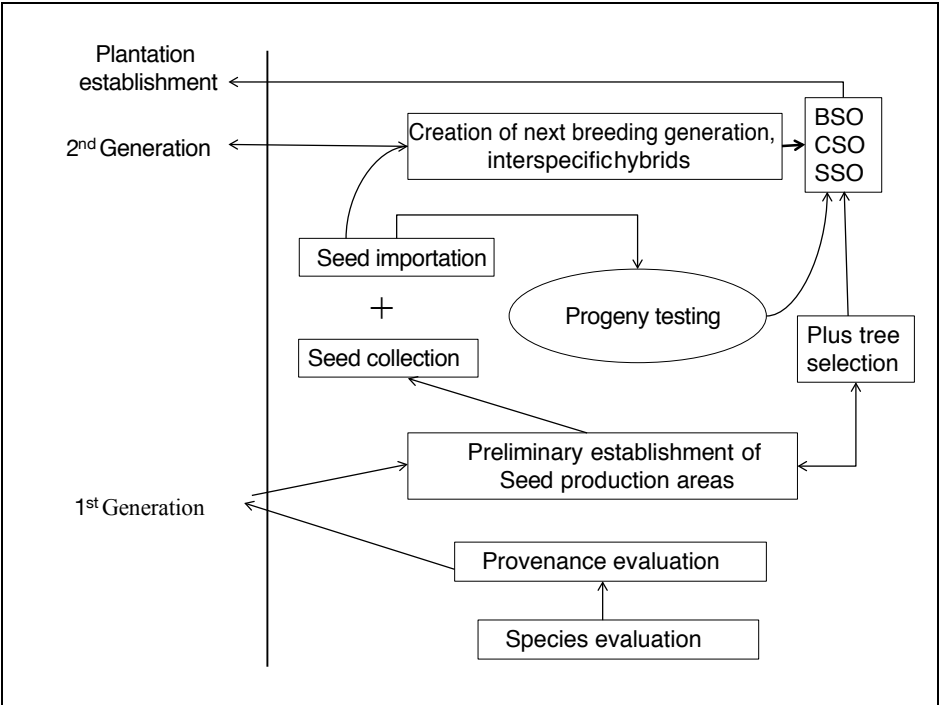 Plantation
establishment
BSO
CSO
SSO
Creation of next breeding generation,
interspecifichybrids
2nd Generation
Seed importation
+
Progeny testing
Seed collection
Plus tree
selection
Preliminary establishment of
Seed production areas
1st Generation
Provenance evaluation
Species evaluation